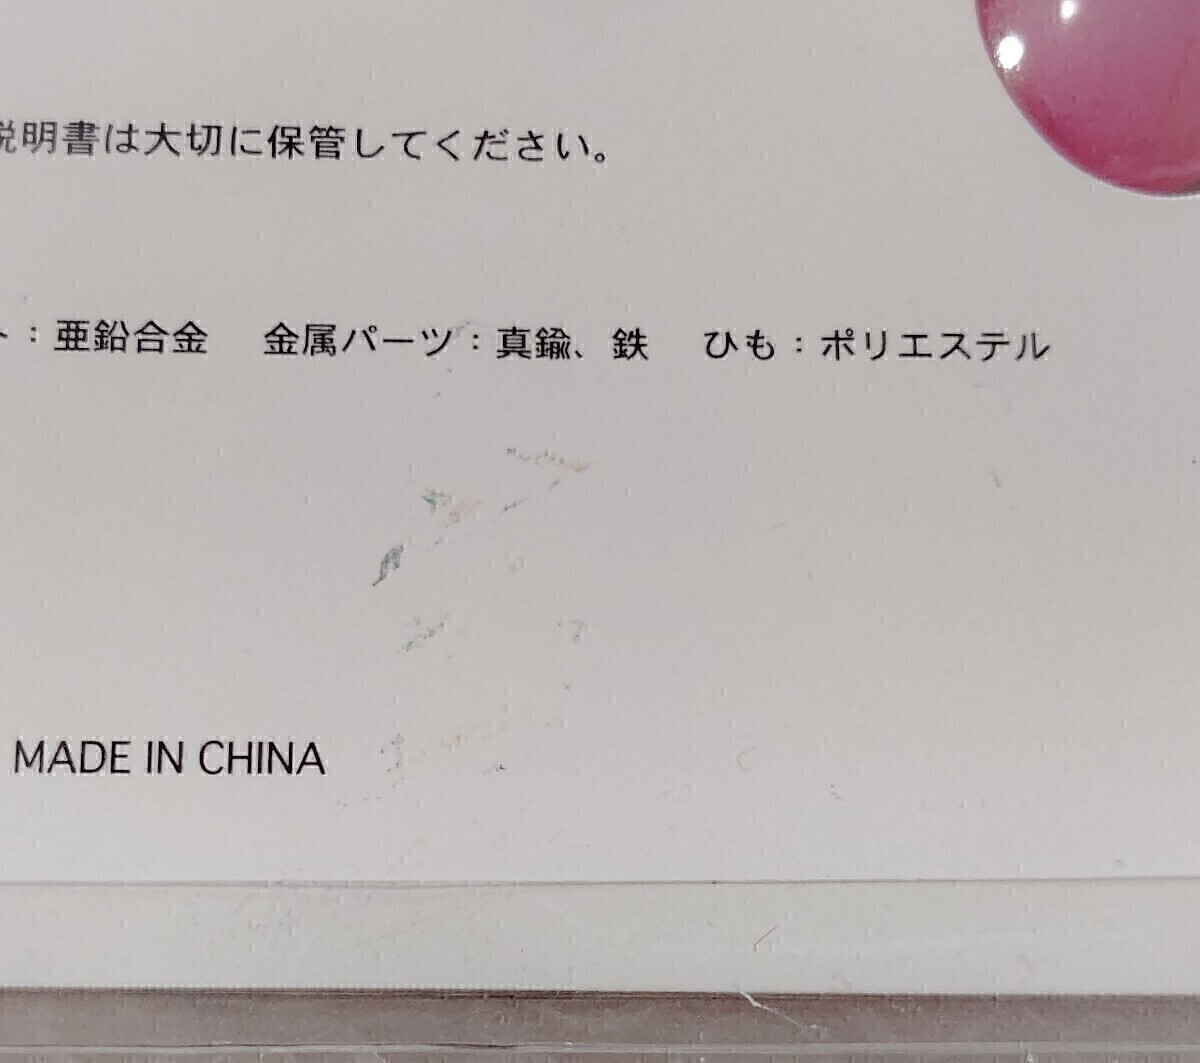 説明書は大切に保管してください。
ト：亜鉛合金　金属パーツ：真鍮、鉄　ひも：ポリエステル
MADE IN CHINA